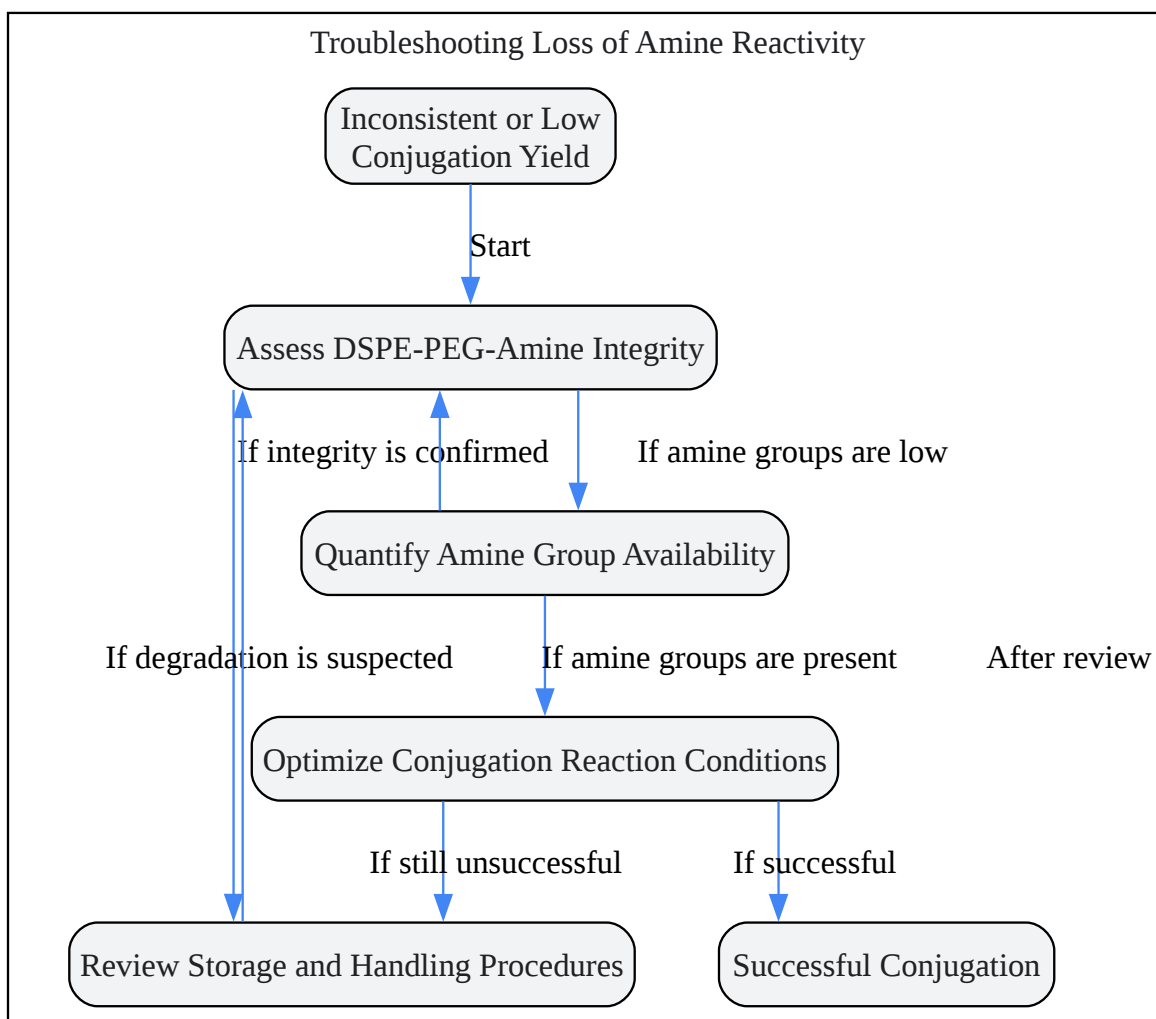 Troubleshooting Loss of Amine Reactivity
Inconsistent or Low
Conjugation Yield
Start
Assess DSPE-PEG-Amine Integrity
If integrity is confirmed
If amine groups are low
Quantify Amine Group Availability
If degradation is suspected
If amine groups are present
After review
Optimize Conjugation Reaction Conditions
If still unsuccessful
If successful
Review Storage and Handling Procedures
Successful Conjugation